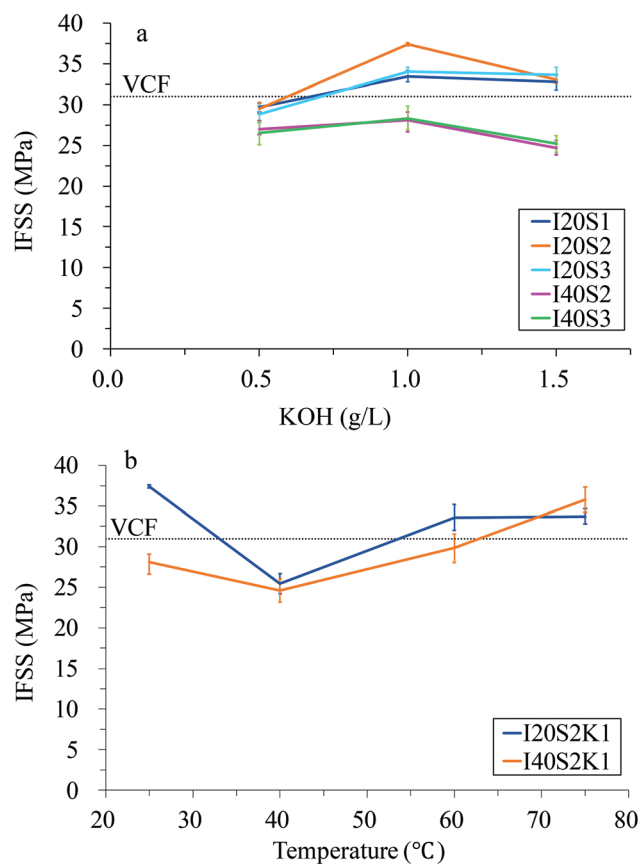 a
40
35
VCF
30
25
20
15
10
5
0
IFSS (MPa)
I20S1
I20S2
I20S3
I40S2
I40S3
0.0 0.5 1.0 1.5
KOH (g/L)
b
40
35
VCF
30
25
20
15
10
5
0
IFSS (MPa)
I20S2K1
I40S2K1
20 30 40 50 60 70 80
Temperature (℃)